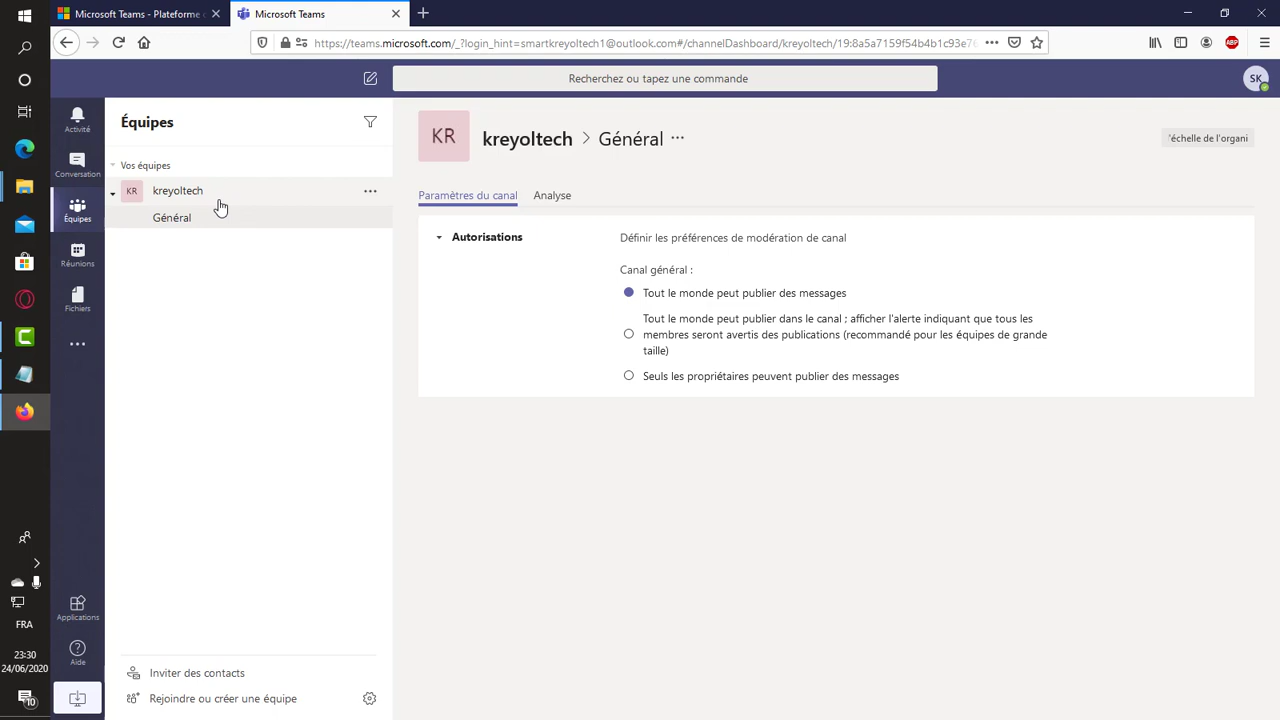 Microsoft Teams - Plateforme
Microsoft Teams
https://teams.microsoft.com/_?login_hint=smartkreyoltech1@outlook.com#/channelDashboard/kreyoltech/19:8a5a7159f54b4b1c93e76
ABP
Recherchez ou tapez une commande
SK
Activité
Conversation
Équipes
Réunions
Fichiers
Applications
Aide
Équipes
Vos équipes
KR kreyoltech
Général
Inviter des contacts
Rejoindre ou créer une équipe
KR
kreyoltech > Général
'échelle de l'organi
Paramètres du canal
Analyse
Autorisations
Définir les préférences de modération de canal
Canal général :
Tout le monde peut publier des messages
Tout le monde peut publier dans le canal ; afficher l'alerte indiquant que tous les
membres seront avertis des publications (recommandé pour les équipes de grande
taille)
Seuls les propriétaires peuvent publier des messages
FRA
23:30
24/06/2020
10